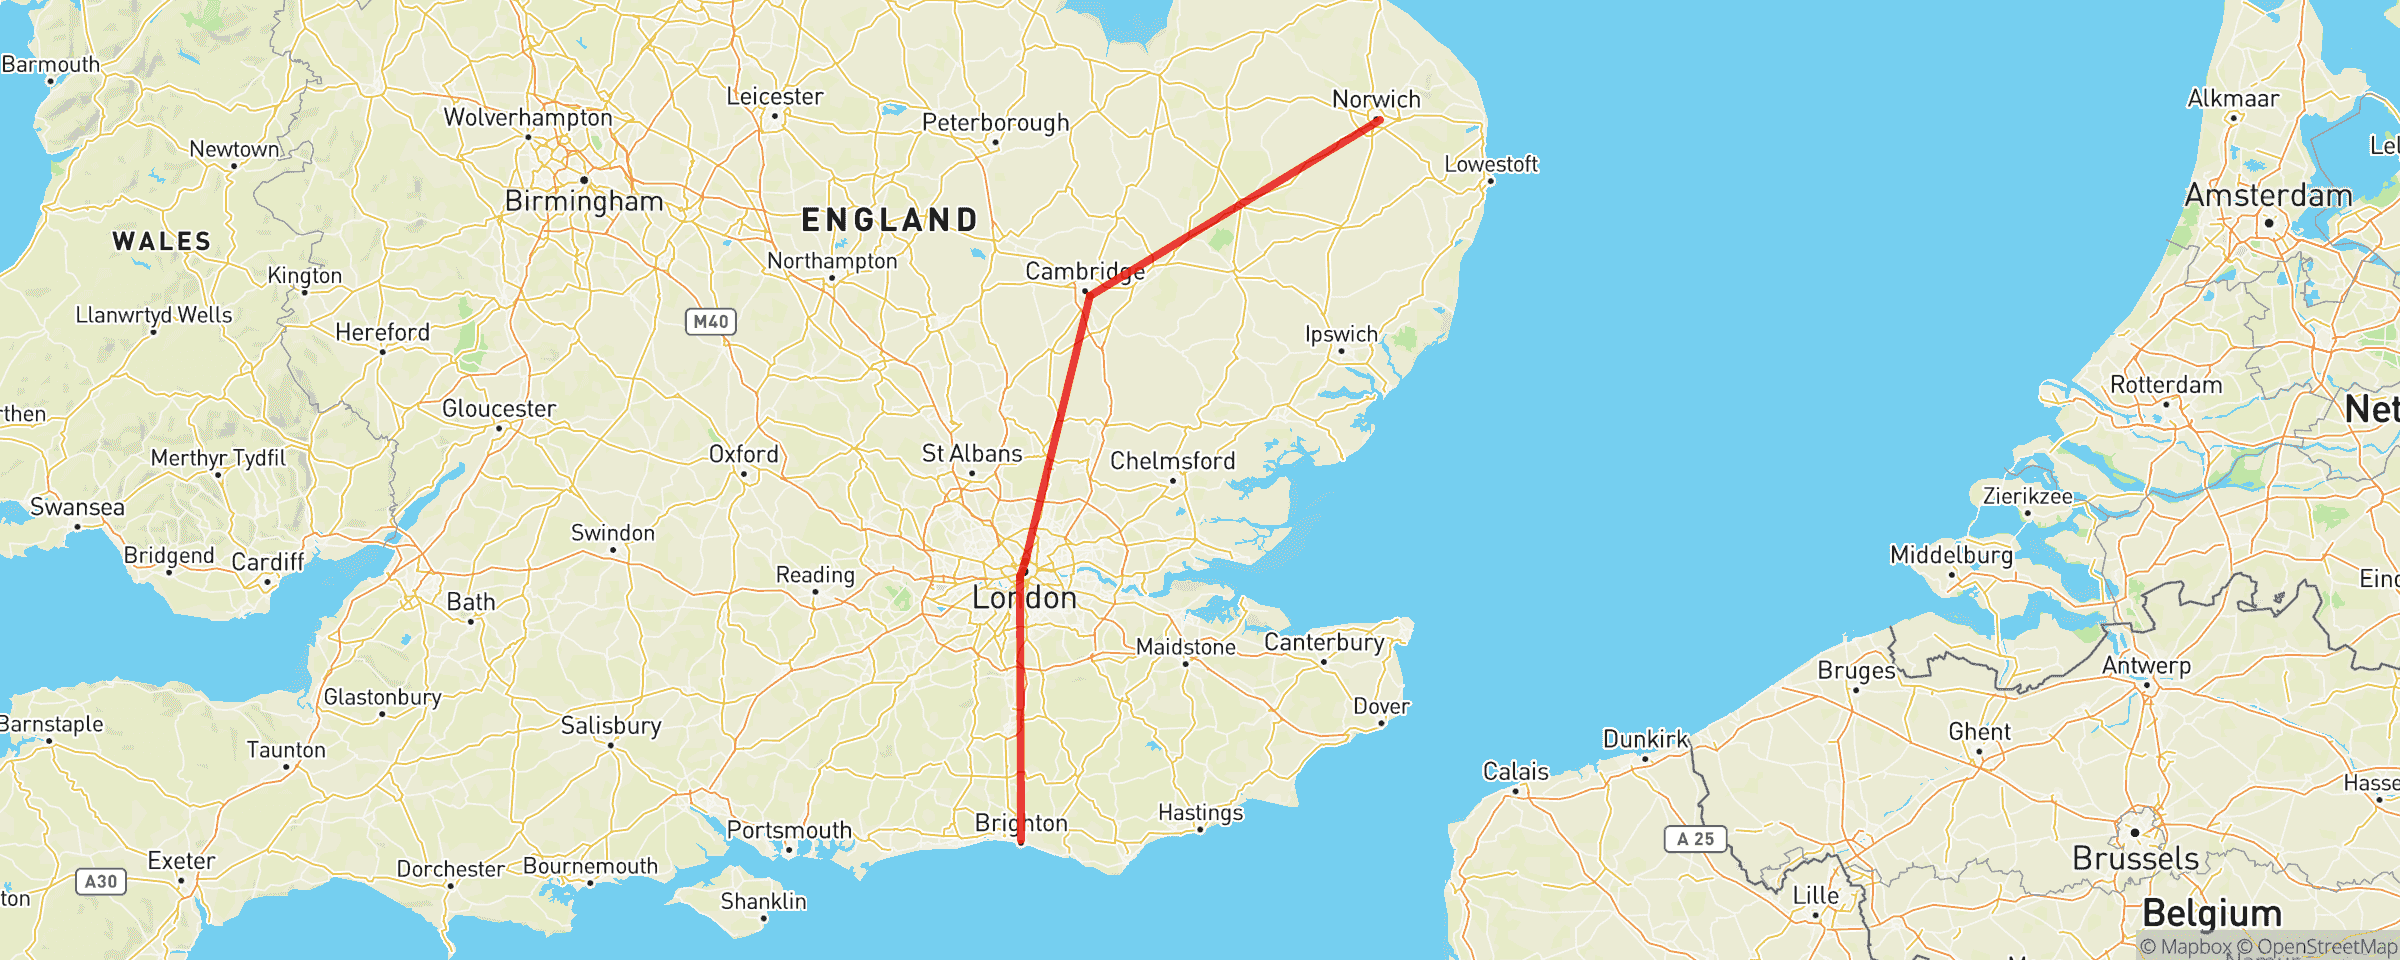 Barmouth
Leicester
Norwich
Alkmaar
Wolverhampton
Peterborough
Newtown
Lowestoft
Birmingham
Amsterdam
ENGLAND
WALES
Northampton
Cambridge
Kington
Llanwrtyd Wells
M40
Hereford
Ipswich
Rotterdam
Net
rthen
Gloucester
Merthyr Tydfil
Oxford
St Albans
Chelmsford
Zierikzee
Swansea
Swindon
Bridgend
Cardiff
Middelburg
Reading
Eind
Bath
London
Maidstone
Canterbury
Antwerp
Bruges
Glastonbury
Barnstaple
Salisbury
Dover
Taunton
Dunkirk
Ghent
Calais
Hasse
Hastings
Brighton
Portsmouth
A 25
Exeter
Dorchester
Bournemouth
Brussels
A30
ton
Shanklin
Lille
Belgium
© Mapbox © OpenStreetMap